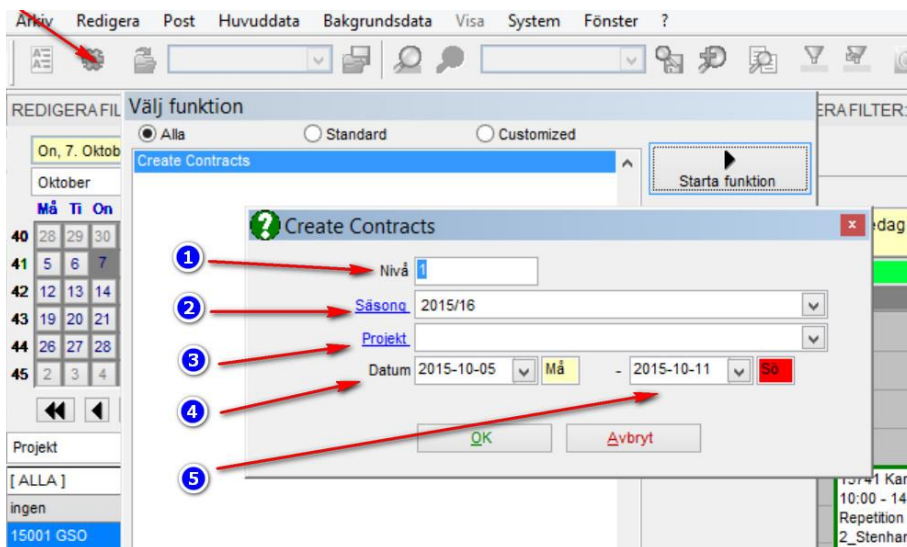 Arkiv Redigera Post Huvuddata Bakgrundsdata Visa System Fönster ?
REDIGERA FIL
Välj funktion
ERA FILTER:
Alla Standard Customized
On, 7. Oktob
Create Contracts
Starta funktion
Oktober
Må Ti On
40 28 29 30
41 5 6 7
42 12 13 14
43 19 20 21
44 26 27 28
45 2 3 4
Create Contracts
x
dag
1
Nivå 1
2
Säsong 2015/16
3
Projekt
Datum 2015-10-05 Må - 2015-10-11 Sö
4
OK Avbryt
5
Projekt
[ ALLA ]
ingen
15001 GSO
15741 Kar
10:00 - 14
Repetition
2_Stenhar